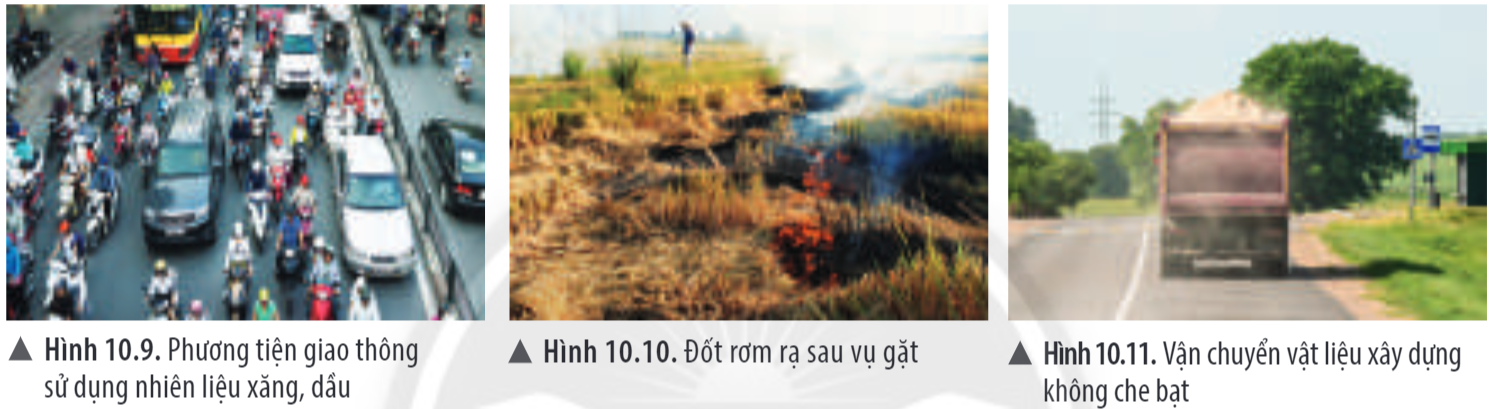 ▲ Hình 10.9. Phương tiện giao thông
sử dụng nhiên liệu xăng, dầu
▲ Hình 10.10. Đốt rơm rạ sau vụ gặt
▲ Hình 10.11. Vận chuyển vật liệu xây dựng
không che bạt